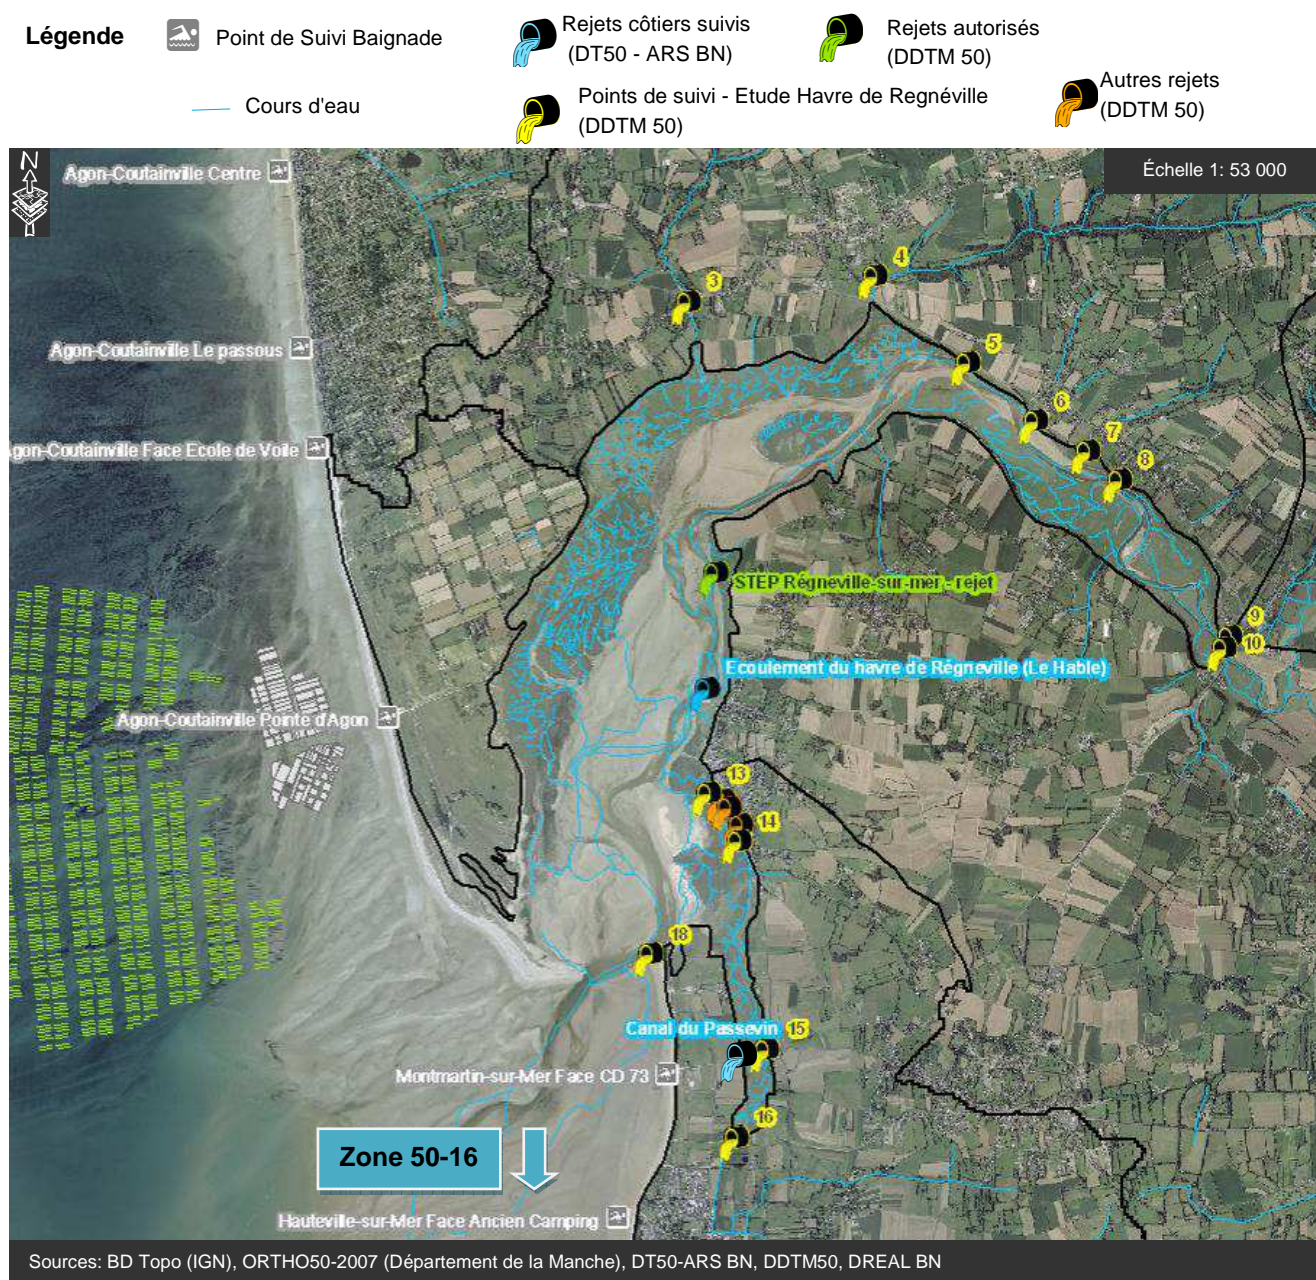 Légende
Point de Suivi Baignade
Rejets côtiers suivis
(DT50 - ARS BN)
Rejets autorisés
(DDTM 50)
Cours d'eau
Points de suivi - Etude Havre de Regnéville
(DDTM 50)
Autres rejets
(DDTM 50)
N
Échelle 1: 53 000
Agon-Coutainville Centre
3
4
Agon-Coutainville Le passous
5
6
Agon-Coutainville Face Ecole de Voile
7
8
STEP Régneville-sur-mer - rejet
9
10
Ecoulement du havre de Régneville (Le Hable)
Agon-Coutainville Pointe d'Agon
13
14
18
Canal du Passevin
15
Montmartin-sur-Mer Face CD 73
16
Zone 50-16
Hauteville-sur-Mer Face Ancien Camping
Sources: BD Topo (IGN), ORTHO50-2007 (Département de la Manche), DT50-ARS BN, DDTM50, DREAL BN